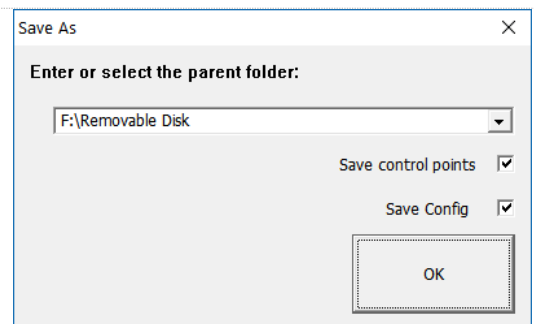 Save As
Enter or select the parent folder:
F:\Removable Disk
Save control points
Save Config
OK